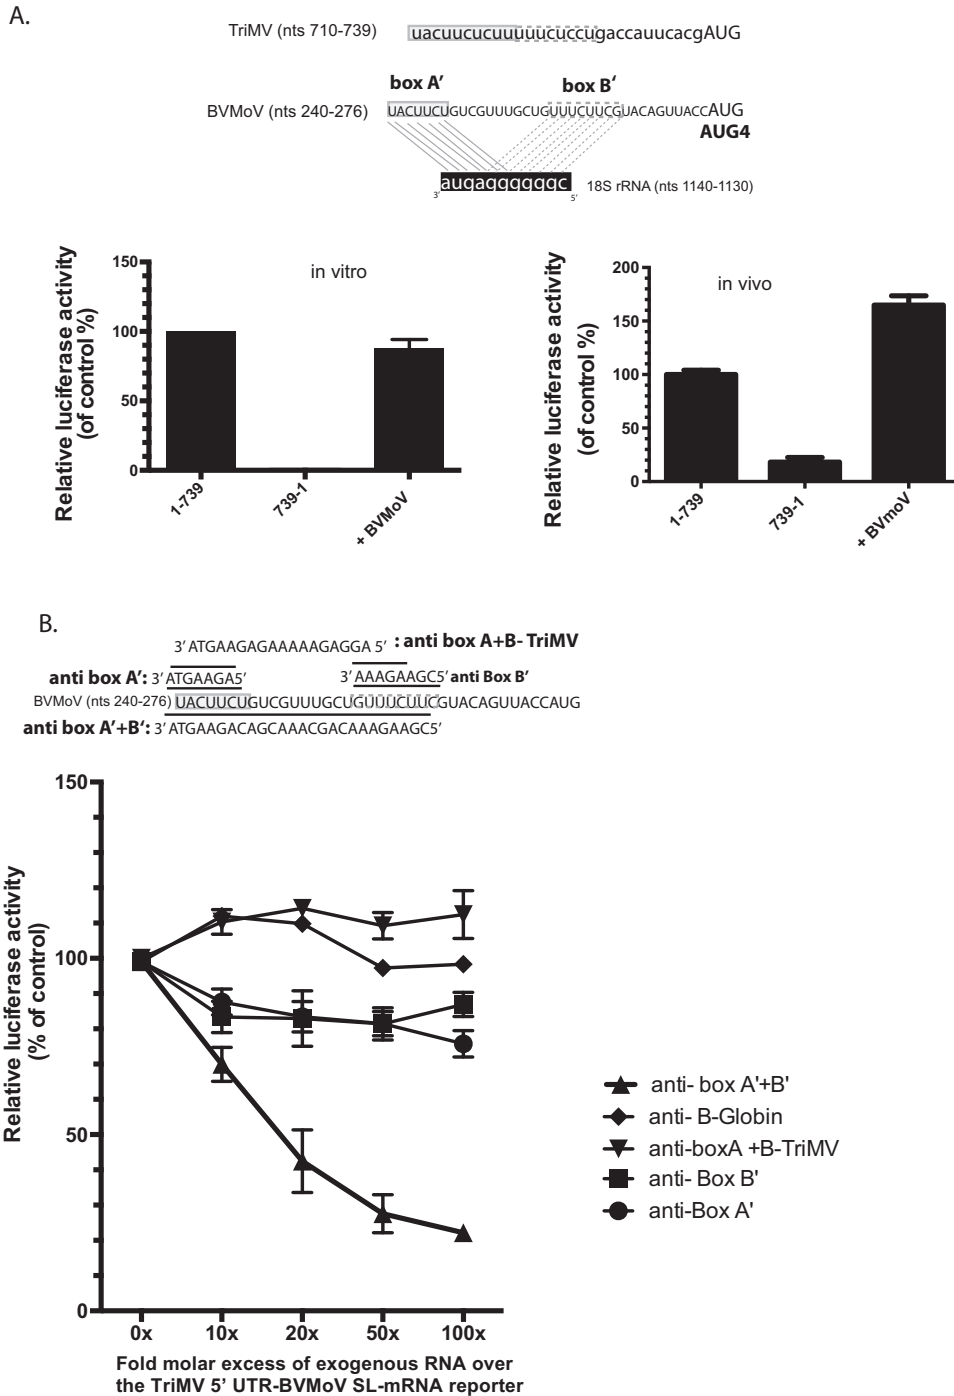 A.
TriMV (nts 710-739) uacuucucuuuuucuccugaccauucacgAUG
box A’ box B‘
BVMoV (nts 240-276) UACUUCUGUCGUUUGCUGUUUCUUCGUACAGUUACCAUG
AUG4
3’ augaggggggc 5’ 18S rRNA (nts 1140-1130)
Relative luciferase activity
(of control %)
in vitro
150
100
50
0
1-739
739-1
+ BVMoV
Relative luciferase activity
(of control %)
in vivo
200
150
100
50
0
1-739
739-1
+ BVmoV
B.
3’ ATGAAGAGAAAAAGAGGA 5’ : anti box A+B- TriMV
anti box A’: 3’ ATGAAGA5’ 3’ AAAGAAGC5’ anti Box B’
BVMoV (nts 240-276) UACUUCUGUCGUUUGCUGUUUCUUCGUACAGUUACCAUG
anti box A’+B‘: 3’ ATGAAGACAGCAAACGACAAAGAAGC5’
Relative luciferase activity
(% of control)
150
100
50
0
0x 10x 20x 50x 100x
Fold molar excess of exogenous RNA over
the TriMV 5’ UTR-BVMoV SL-mRNA reporter
anti- box A'+B'
anti- B-Globin
anti-boxA +B-TriMV
anti- Box B'
anti-Box A'